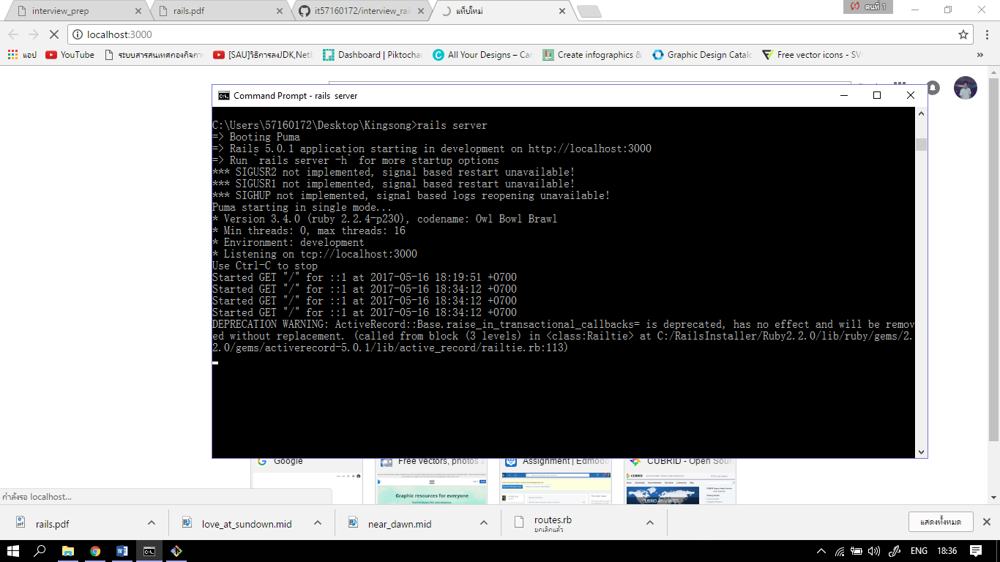 interview_prep
rails.pdf
it57160172/interview_rai
แท็บใหม่
คนที่ 1
localhost:3000
แอป
YouTube
ระบบสารสนเทศกองกิจกา
[SAU]วิธีการลงJDK,Netb
Dashboard | Piktochar
All Your Designs – Can
Create infographics &
Graphic Design Catalo
Free vector icons - SV
»
Command Prompt - rails server
C:\Users\57160172\Desktop\Kingsong>rails server
=> Booting Puma
=> Rails 5.0.1 application starting in development on http://localhost:3000
=> Run `rails server -h` for more startup options
*** SIGUSR2 not implemented, signal based restart unavailable!
*** SIGUSR1 not implemented, signal based restart unavailable!
*** SIGHUP not implemented, signal based logs reopening unavailable!
Puma starting in single mode...
* Version 3.4.0 (ruby 2.2.4-p230), codename: Owl Bowl Brawl
* Min threads: 0, max threads: 16
* Environment: development
* Listening on tcp://localhost:3000
Use Ctrl-C to stop
Started GET "/" for ::1 at 2017-05-16 18:19:51 +0700
Started GET "/" for ::1 at 2017-05-16 18:34:12 +0700
Started GET "/" for ::1 at 2017-05-16 18:34:12 +0700
Started GET "/" for ::1 at 2017-05-16 18:34:12 +0700
DEPRECATION WARNING: ActiveRecord::Base.raise_in_transactional_callbacks= is deprecated, has no effect and will be remov
ed without replacement. (called from block (3 levels) in <class:Railtie> at C:/RailsInstaller/Ruby2.2.0/lib/ruby/gems/2.
2.0/gems/activerecord-5.0.1/lib/active_record/railtie.rb:113)
Google
Free Vectors, photos a
Assignment | Edmodo
CUBRID - Open Sour
Graphic resources for everyone
CUBRID
CUBRID AFFILIATES
กำลังรอ localhost...
rails.pdf
love_at_sundown.mid
near_dawn.mid
routes.rb
ยกเลิกแล้ว
แสดงทั้งหมด
ENG
18:36